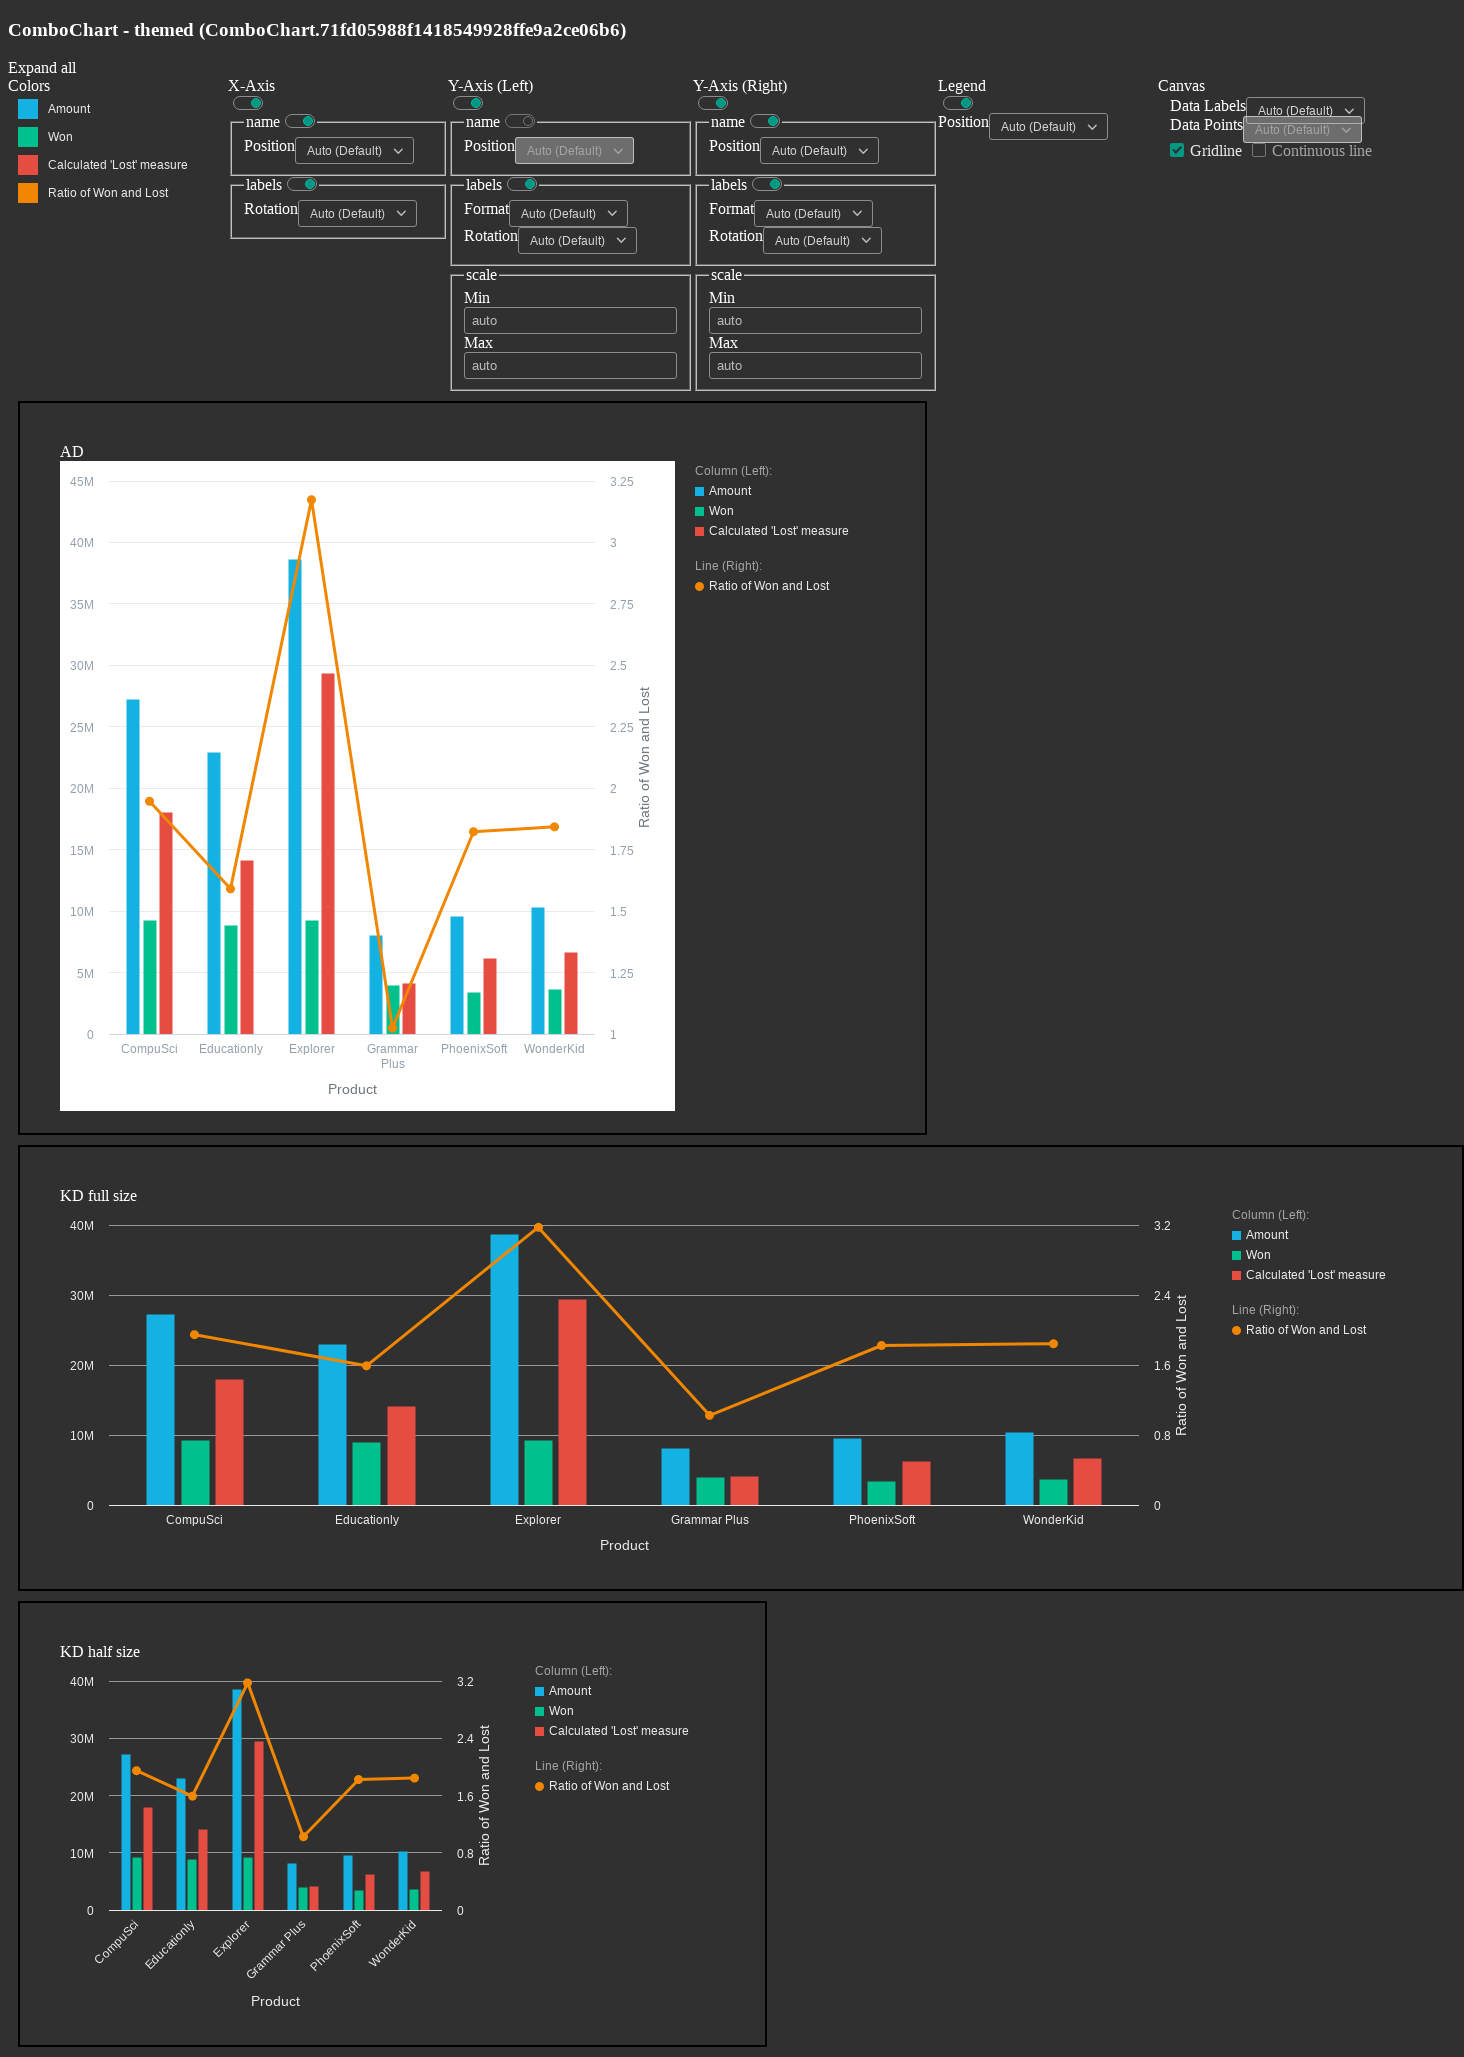 ComboChart - themed (ComboChart.71fd05988f1418549928ffe9a2ce06b6)
Expand all
Colors
Amount
Won
Calculated 'Lost' measure
Ratio of Won and Lost
X-Axis
name
Position Auto (Default)
labels
Rotation Auto (Default)
Y-Axis (Left)
name
Position Auto (Default)
labels
Format Auto (Default)
Rotation Auto (Default)
scale
Min
auto
Max
auto
Y-Axis (Right)
name
Position Auto (Default)
labels
Format Auto (Default)
Rotation Auto (Default)
scale
Min
auto
Max
auto
Legend
Position Auto (Default)
Canvas
Data Labels Auto (Default)
Data Points Auto (Default)
Gridline Continuous line
AD
45M
40M
35M
30M
25M
20M
15M
10M
5M
0
3.25
3
2.75
2.5
2.25
2
1.75
1.5
1.25
1
Ratio of Won and Lost
CompuSci Educationly Explorer Grammar PhoenixSoft WonderKid
Plus
Product
Column (Left):
Amount
Won
Calculated 'Lost' measure
Line (Right):
Ratio of Won and Lost
KD full size
40M
30M
20M
10M
0
3.2
2.4
1.6
0.8
0
Ratio of Won and Lost
CompuSci Educationly Explorer Grammar Plus PhoenixSoft WonderKid
Product
Column (Left):
Amount
Won
Calculated 'Lost' measure
Line (Right):
Ratio of Won and Lost
KD half size
40M
30M
20M
10M
0
3.2
2.4
1.6
0.8
0
Ratio of Won and Lost
CompuSci Educationly Explorer Grammar Plus PhoenixSoft WonderKid
Product
Column (Left):
Amount
Won
Calculated 'Lost' measure
Line (Right):
Ratio of Won and Lost